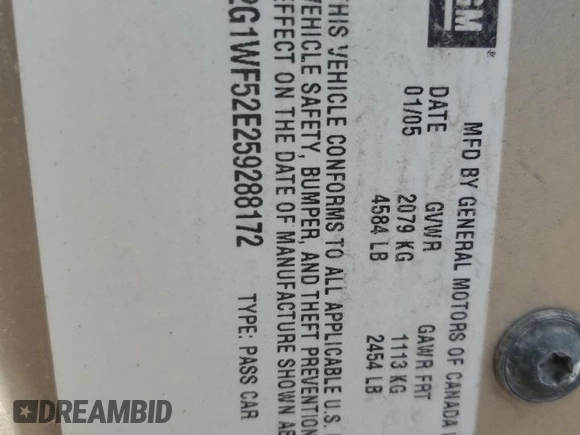 GM
MFD BY GENERAL MOTORS OF CANADA
DATE GVWR GAWR FRT
01/05 2079 KG 1113 KG
4584 LB 2454 LB
THIS VEHICLE CONFORMS TO ALL APPLICABLE U.S.
VEHICLE SAFETY, BUMPER, AND THEFT PREVENTION
EFFECT ON THE DATE OF MANUFACTURE SHOWN AB
2G1WF52E259288172 TYPE: PASS CAR
DREAMBID